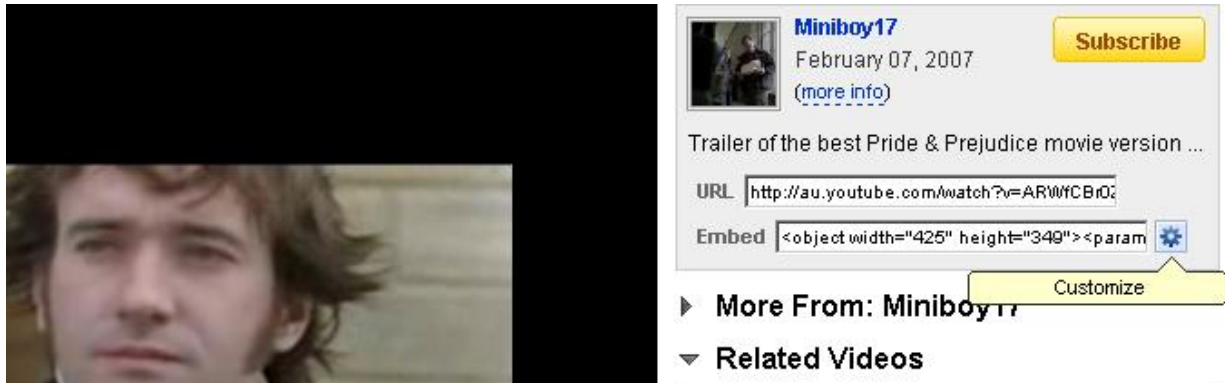 Miniboy17
Subscribe
February 07, 2007
(more info)
Trailer of the best Pride & Prejudice movie version ...
URL http://au.youtube.com/watch?v=ARWfCBrOZ
Embed <object width="425" height="349"><param
Customize
More From: Miniboy17
Related Videos